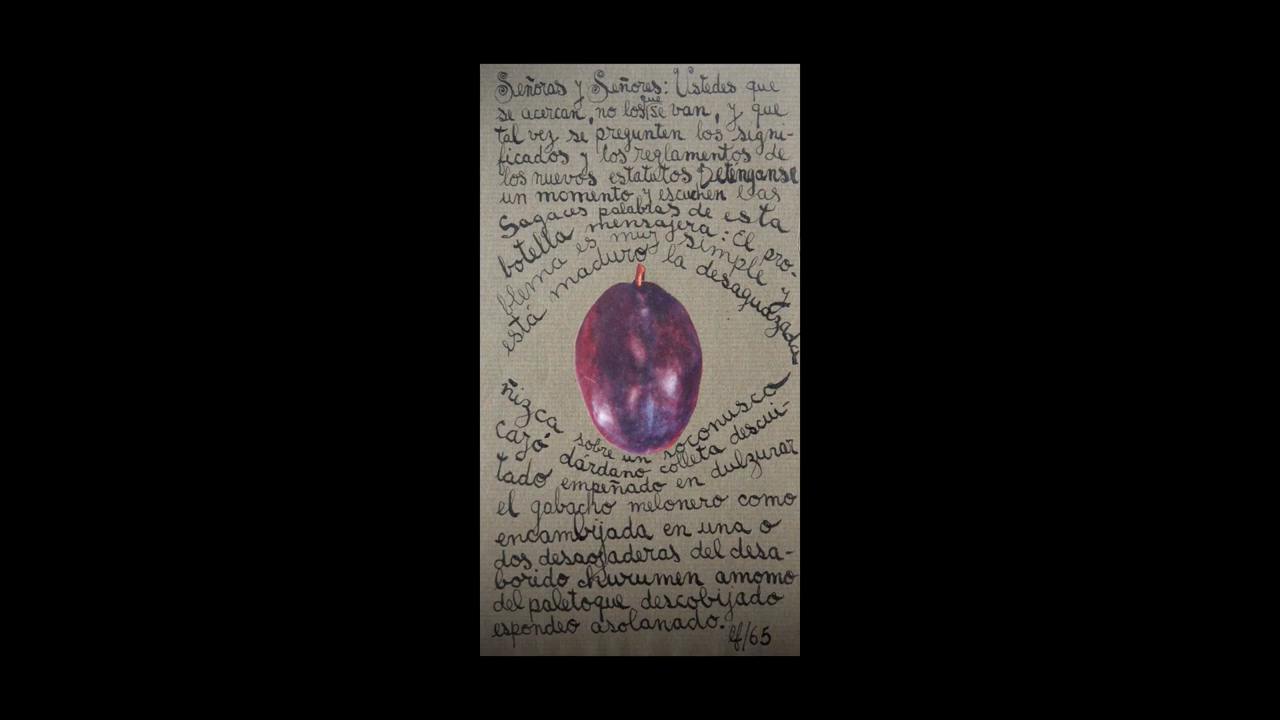 Señoras y Señores: Ustedes que
se acercan, no los que se van, y que
tal vez se pregunten los signi-
ficados y los reglamentos de
los nuevos estatutos Deténganse
un momento y escuchen las
sagaces palabras de esta
botella mensajera: El pro-
blema es muy simple y
está maduro la desaguazada
ñizca sobre un soconusco
cayó dárdano colleta descui-
tado empeñado en dulzurar
el gabacho melonero como
encambijada en una o
dos desaojaderas del desa-
borido churumen amomo
del paletoque descobijado
espondeo asolanado.
ef/65